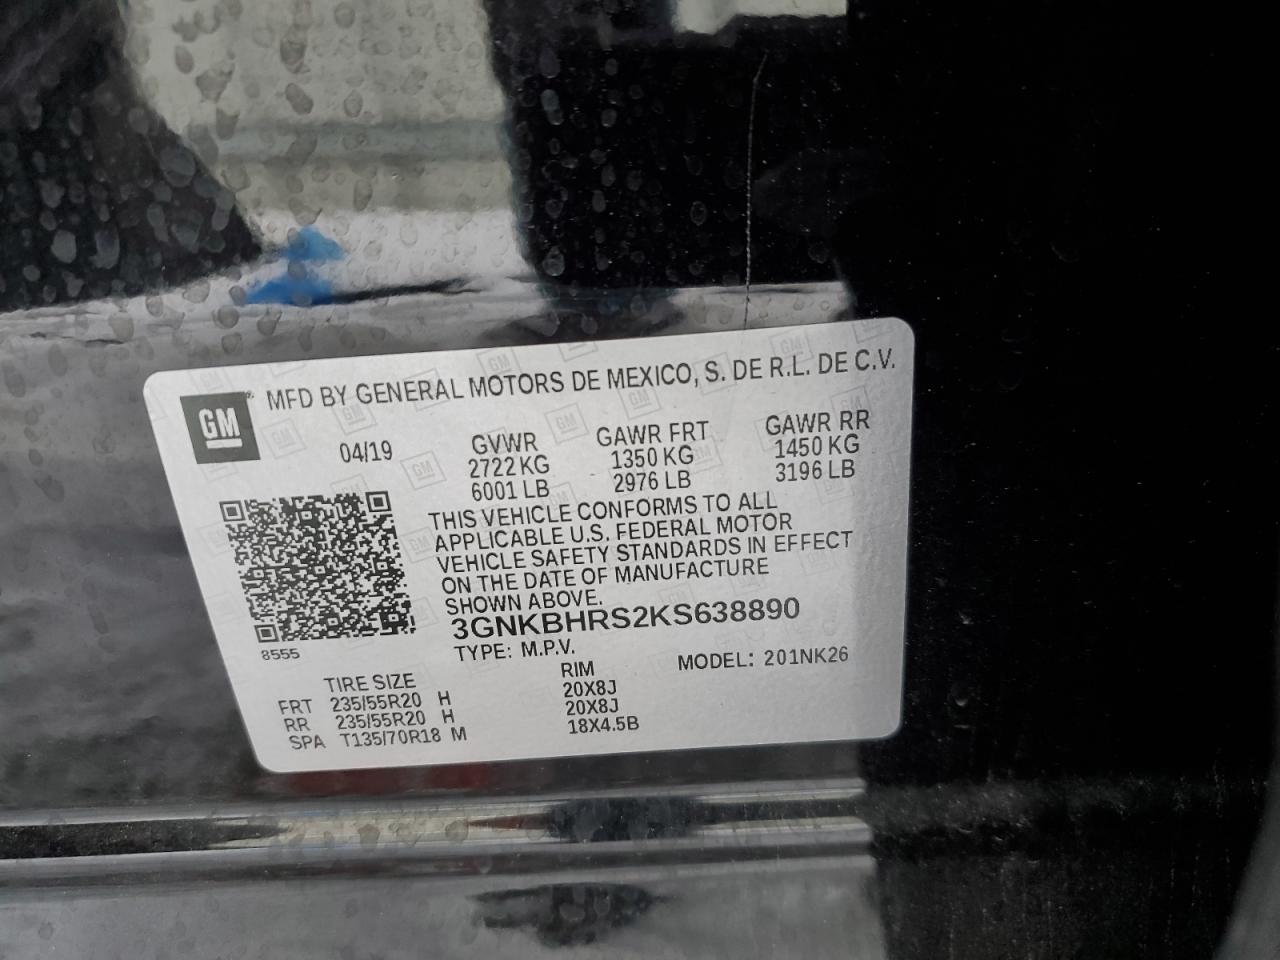 GM® MFD BY GENERAL MOTORS DE MEXICO, S. DE R.L. DE C.V.
04/19 GVWR GAWR FRT GAWR RR
2722 KG 1350 KG 1450 KG
6001 LB 2976 LB 3196 LB
THIS VEHICLE CONFORMS TO ALL
APPLICABLE U.S. FEDERAL MOTOR
VEHICLE SAFETY STANDARDS IN EFFECT
ON THE DATE OF MANUFACTURE
SHOWN ABOVE.
3GNKBHRS2KS638890
8555 TYPE: M.P.V. MODEL: 201NK26
TIRE SIZE RIM
FRT 235/55R20 H 20X8J
RR 235/55R20 H 20X8J
SPA T135/70R18 M 18X4.5B